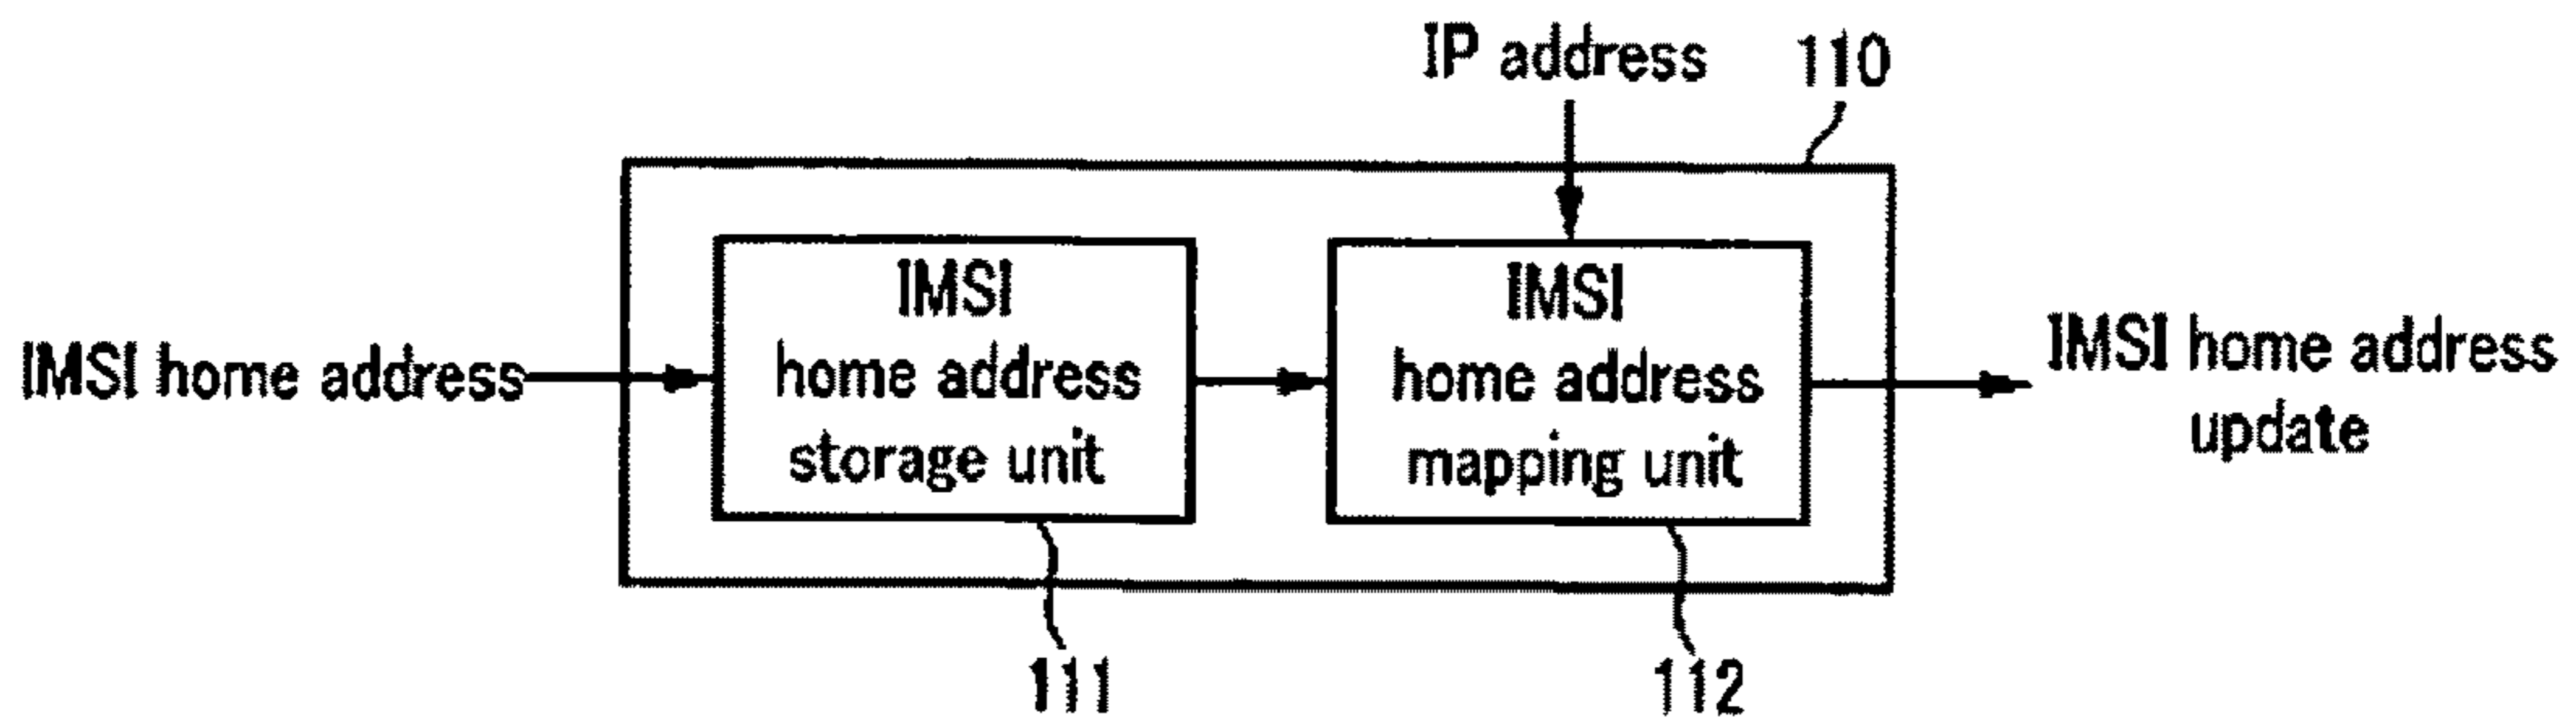 IP address
110
IMSI home address
IMSI
home address
storage unit
IMSI
home address
mapping unit
IMSI home address
update
111
112